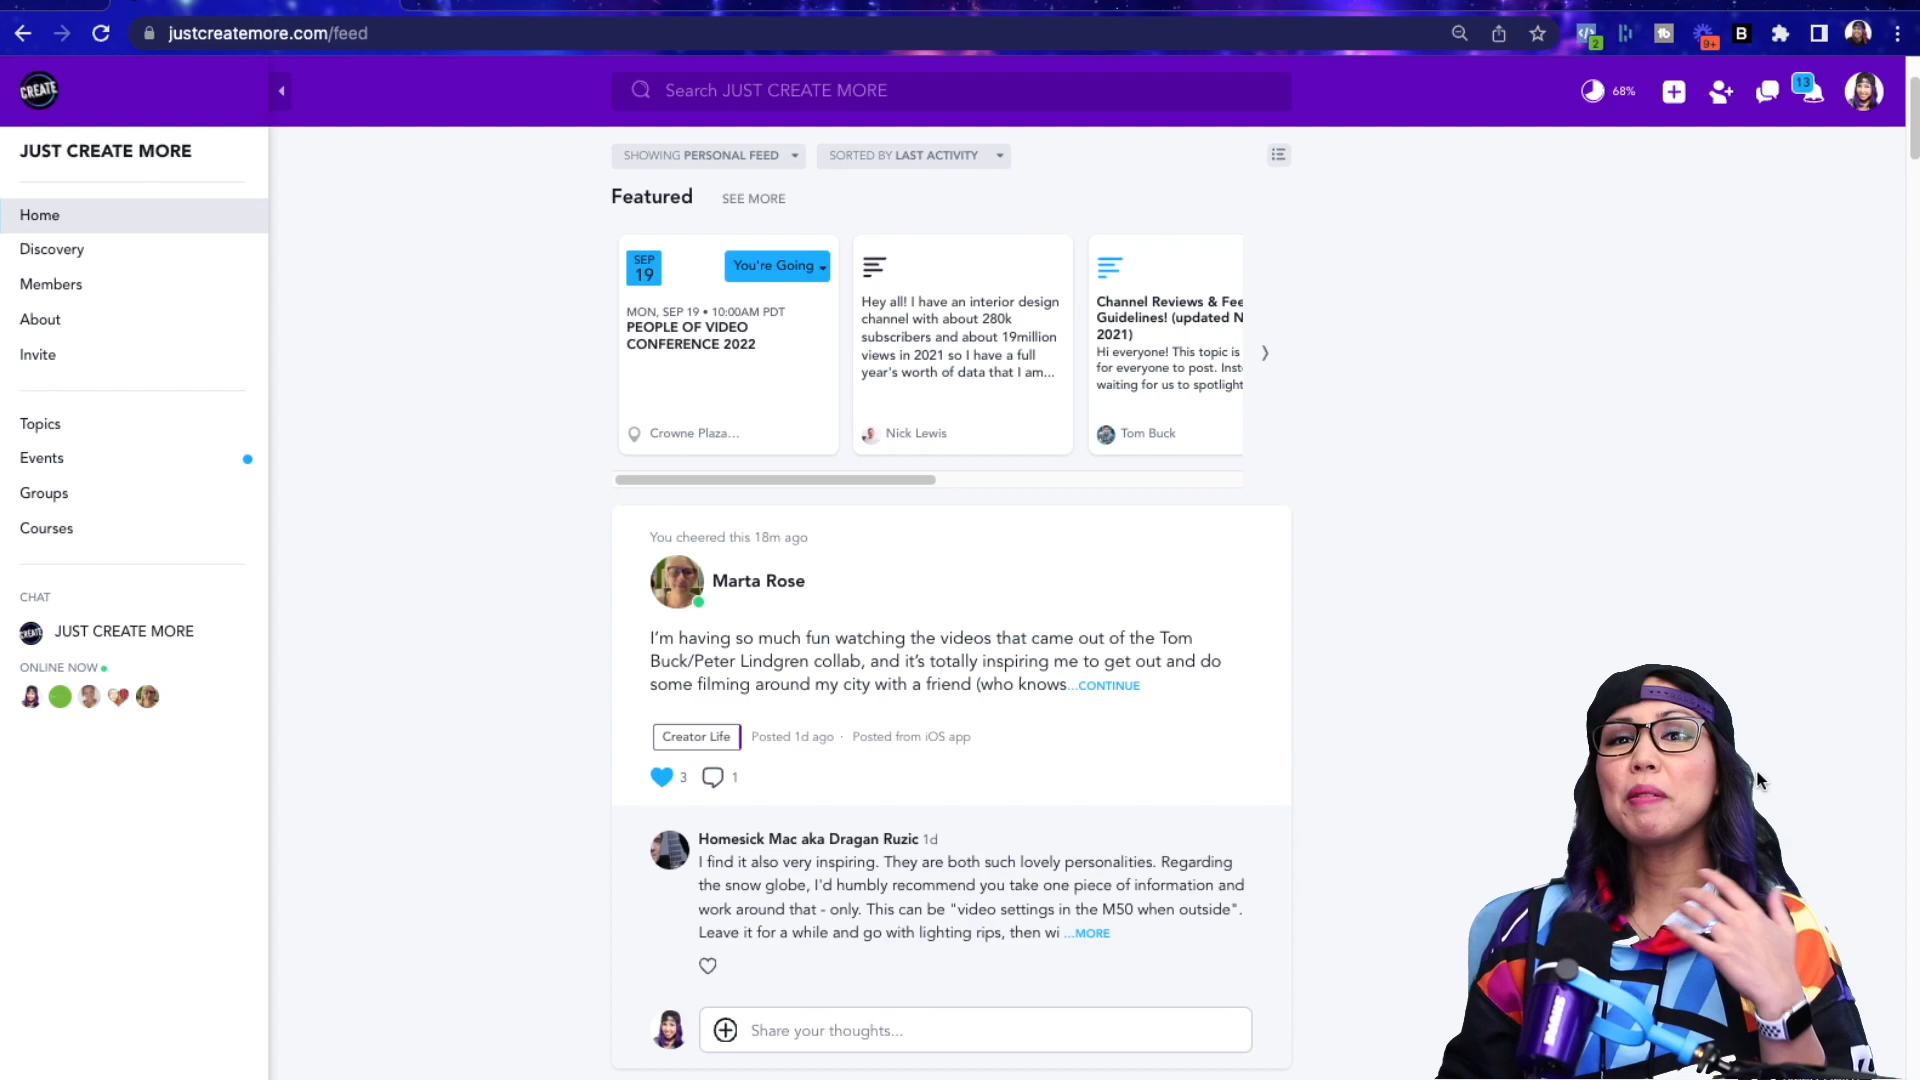 justcreatemore.com/feed
2
9+
B
CREATE
Search JUST CREATE MORE
68%
13
JUST CREATE MORE
Home
Discovery
Members
About
Invite
Topics
Events
Groups
Courses
CHAT
CREATE
JUST CREATE MORE
ONLINE NOW
SHOWING PERSONAL FEED
SORTED BY LAST ACTIVITY
Featured
SEE MORE
SEP
19
You're Going
MON, SEP 19 • 10:00AM PDT
PEOPLE OF VIDEO
CONFERENCE 2022
Crowne Plaza...
Hey all! I have an interior design
channel with about 280k
subscribers and about 19million
views in 2021 so I have a full
year's worth of data that I am...
Nick Lewis
Channel Reviews & Fee
Guidelines! (updated N
2021)
Hi everyone! This topic is
for everyone to post. Inst
waiting for us to spotlight
Tom Buck
You cheered this 18m ago
Marta Rose
I'm having so much fun watching the videos that came out of the Tom
Buck/Peter Lindgren collab, and it's totally inspiring me to get out and do
some filming around my city with a friend (who knows...CONTINUE
Creator Life
Posted 1d ago · Posted from iOS app
3
1
Homesick Mac aka Dragan Ruzic 1d
I find it also very inspiring. They are both such lovely personalities. Regarding
the snow globe, I'd humbly recommend you take one piece of information and
work around that - only. This can be "video settings in the M50 when outside".
Leave it for a while and go with lighting rips, then wi ...MORE
Share your thoughts...